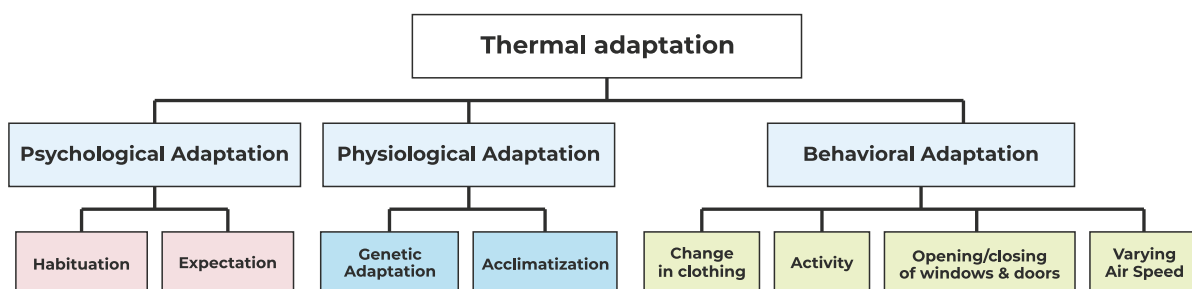 Thermal adaptation
Psychological Adaptation
Physiological Adaptation
Behavioral Adaptation
Habituation
Expectation
Genetic
Adaptation
Acclimatization
Change
in clothing
Activity
Opening/closing
of windows & doors
Varying
Air Speed